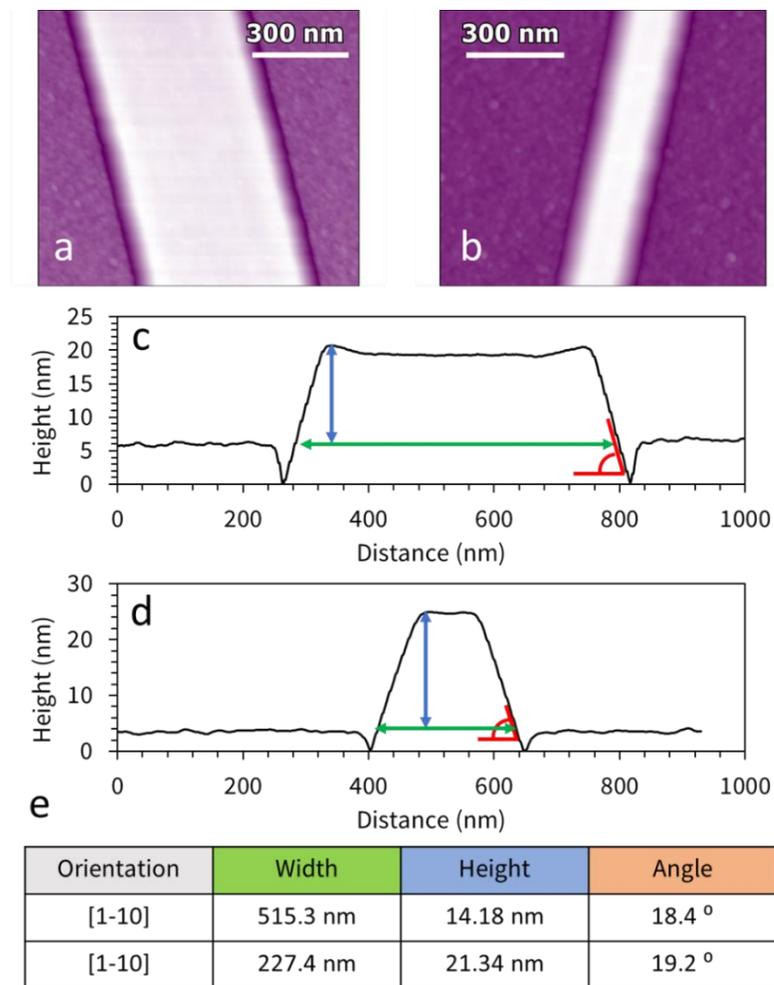 300 nm
300 nm
a
b
c
25
20
15
10
5
0
Height (nm)
0 200 400 600 800 1000
Distance (nm)
d
30
20
10
0
Height (nm)
0 200 400 600 800 1000
Distance (nm)
e
Orientation Width Height Angle
[1-10] 515.3 nm 14.18 nm 18.4 º
[1-10] 227.4 nm 21.34 nm 19.2 º